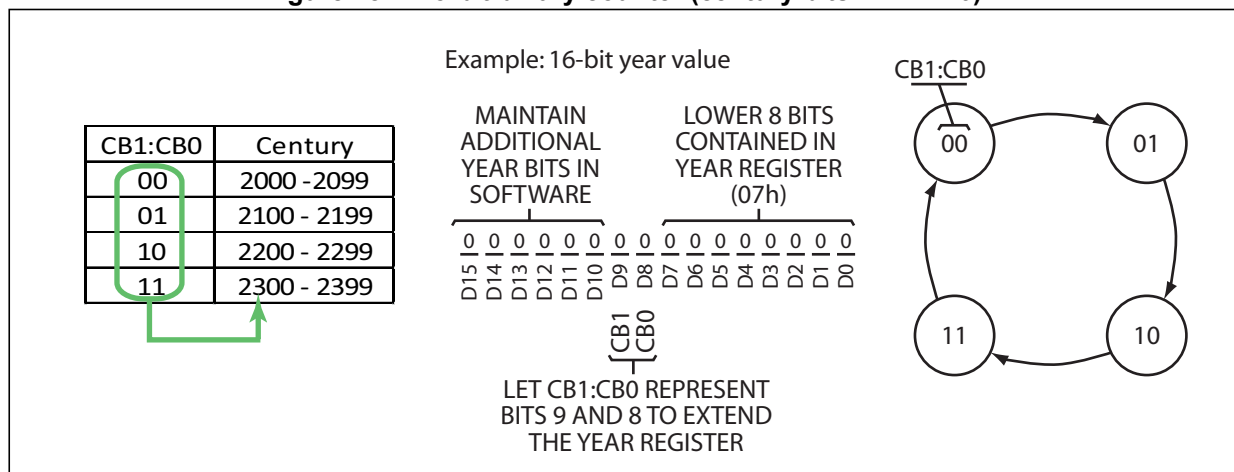 Example: 16-bit year value
CB1:CB0 Century
00 2000 -2099
01 2100 - 2199
10 2200 - 2299
11 2300 - 2399
MAINTAIN
ADDITIONAL
YEAR BITS IN
SOFTWARE
LOWER 8 BITS
CONTAINED IN
YEAR REGISTER
(07h)
0 0 0 0 0 0 0 0 0 0 0 0 0 0 0 0
D15 D14 D13 D12 D11 D10 D9 D8 D7 D6 D5 D4 D3 D2 D1 D0
CB1 CB0
LET CB1:CB0 REPRESENT
BITS 9 AND 8 TO EXTEND
THE YEAR REGISTER
CB1:CB0
00 01
11 10